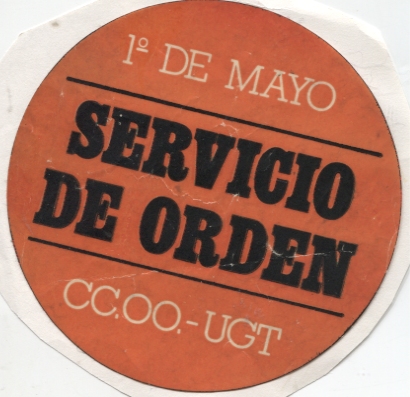 1º DE MAYO
SERVICIO
DE ORDEN
CC.OO.-UGT